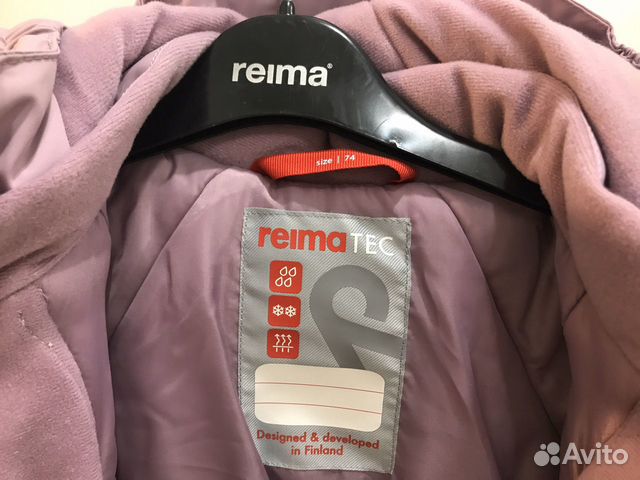 reima®
size | 74
reimaTEC
Designed & developed
in Finland
Avito